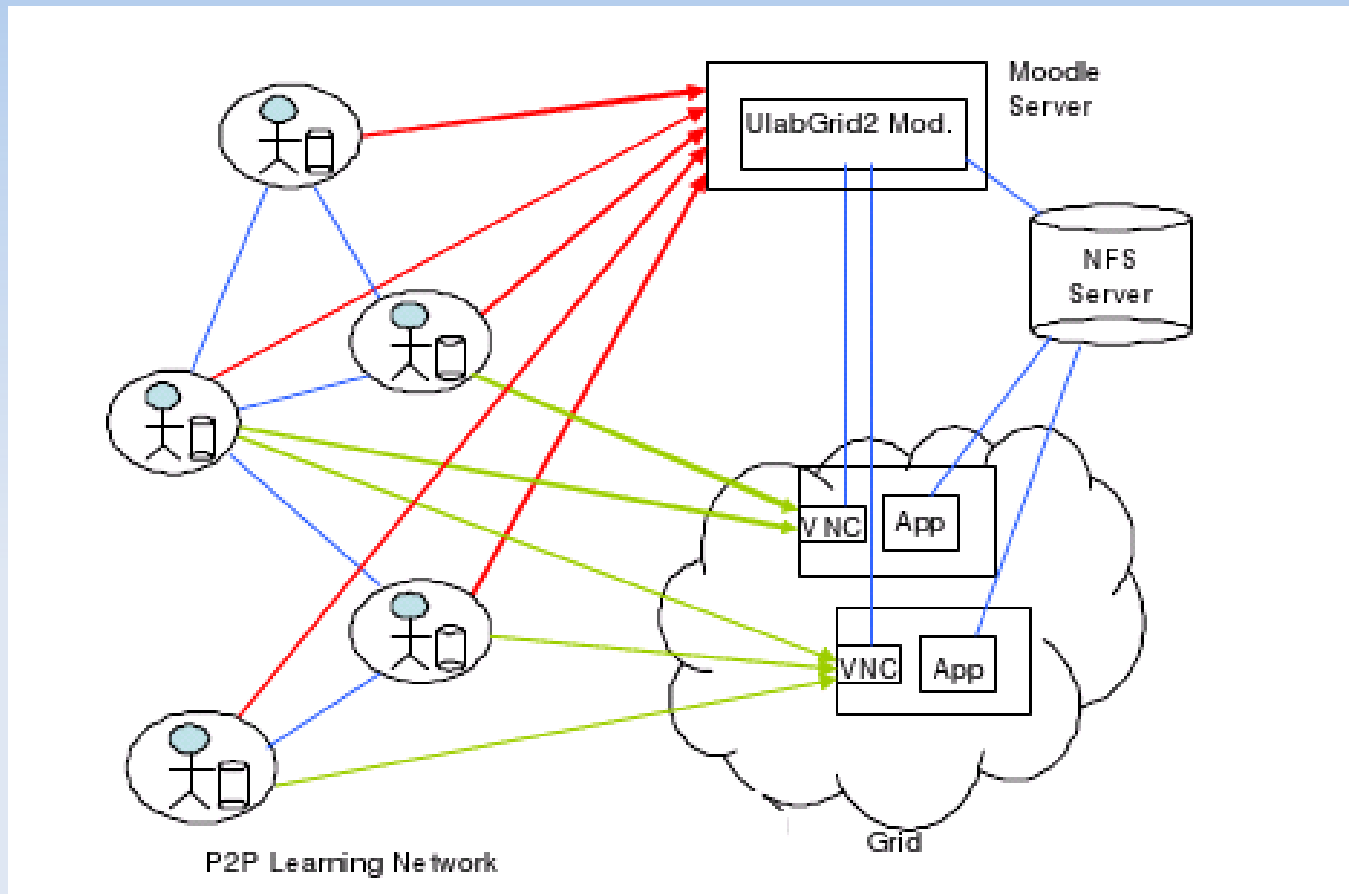 Moodle
Server
UlabGrid2 Mod.
NFS
Server
VNC
App
VNC
App
Grid
P2P Learning Network